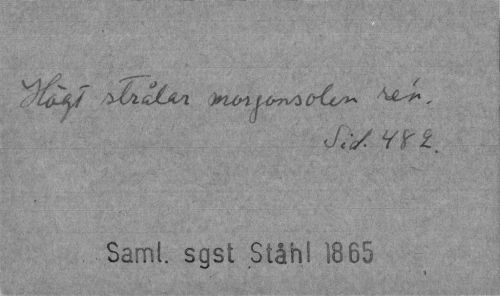 Högt strålar morgonsolen re'n.
Sid. 482.
Saml. sgst Ståhl 1865